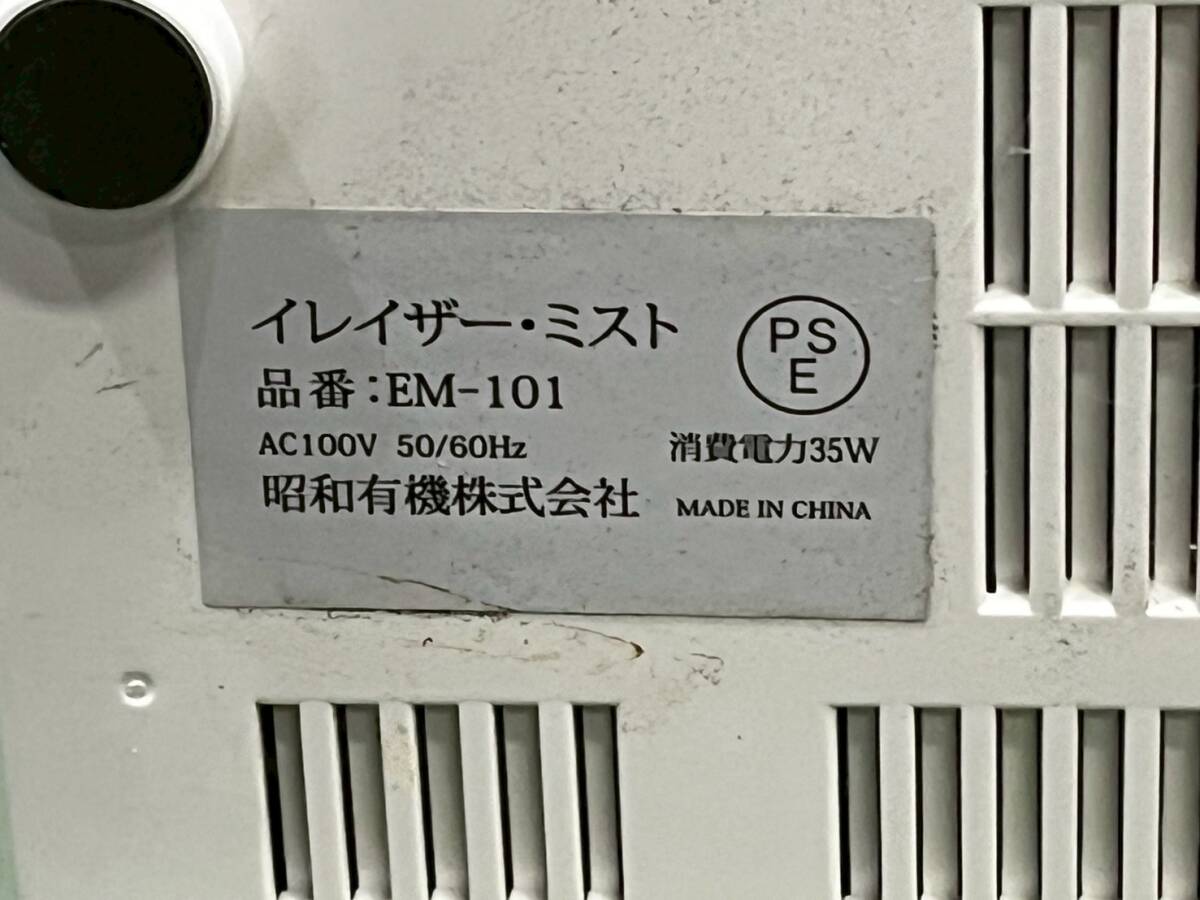 イレイザー・ミスト
PS
E
品番：EM-101
AC100V 50/60Hz 消費電力35W
昭和有機株式会社 MADE IN CHINA